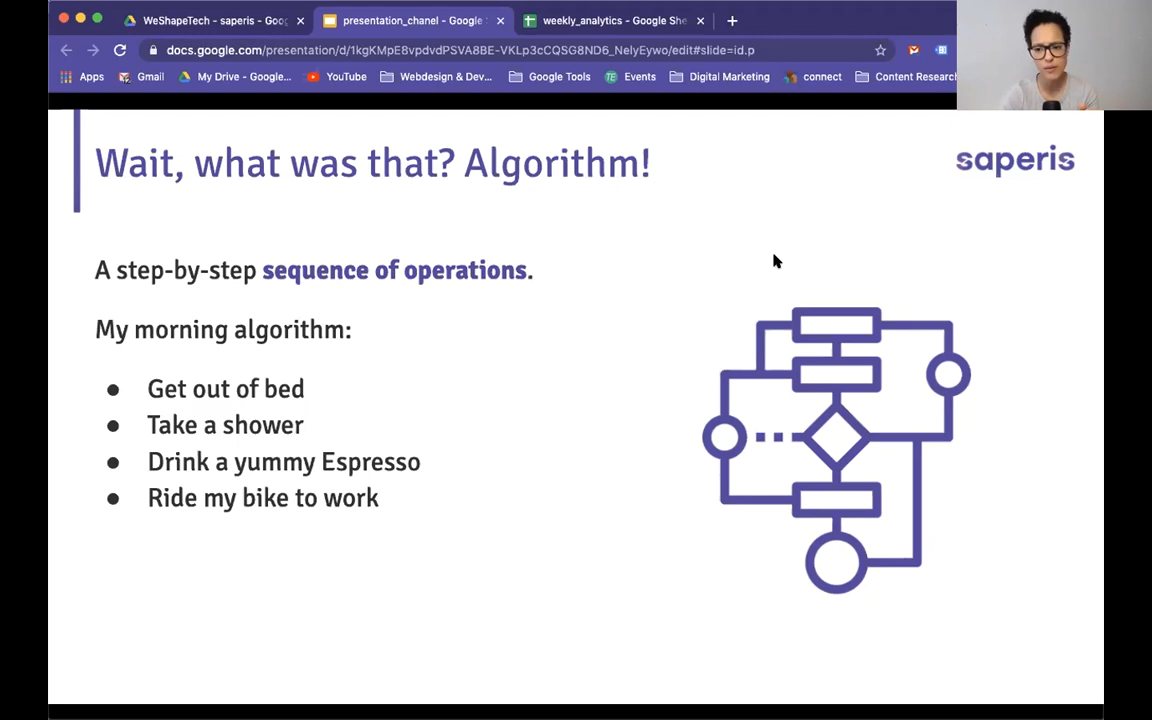 WeShapeTech - saperis - Goo
presentation_chanel - Google S
weekly_analytics - Google She
docs.google.com/presentation/d/1kgKMpE8vpdvdPSVA8BE-VKLp3cCQSG8ND6_NelyEywo/edit#slide=id.p
Apps
Gmail
My Drive - Google...
YouTube
Webdesign & Dev...
Google Tools
TE Events
Digital Marketing
connect
Content Research
Wait, what was that? Algorithm!
saperis
A step-by-step sequence of operations.
My morning algorithm:
● Get out of bed
● Take a shower
● Drink a yummy Espresso
● Ride my bike to work